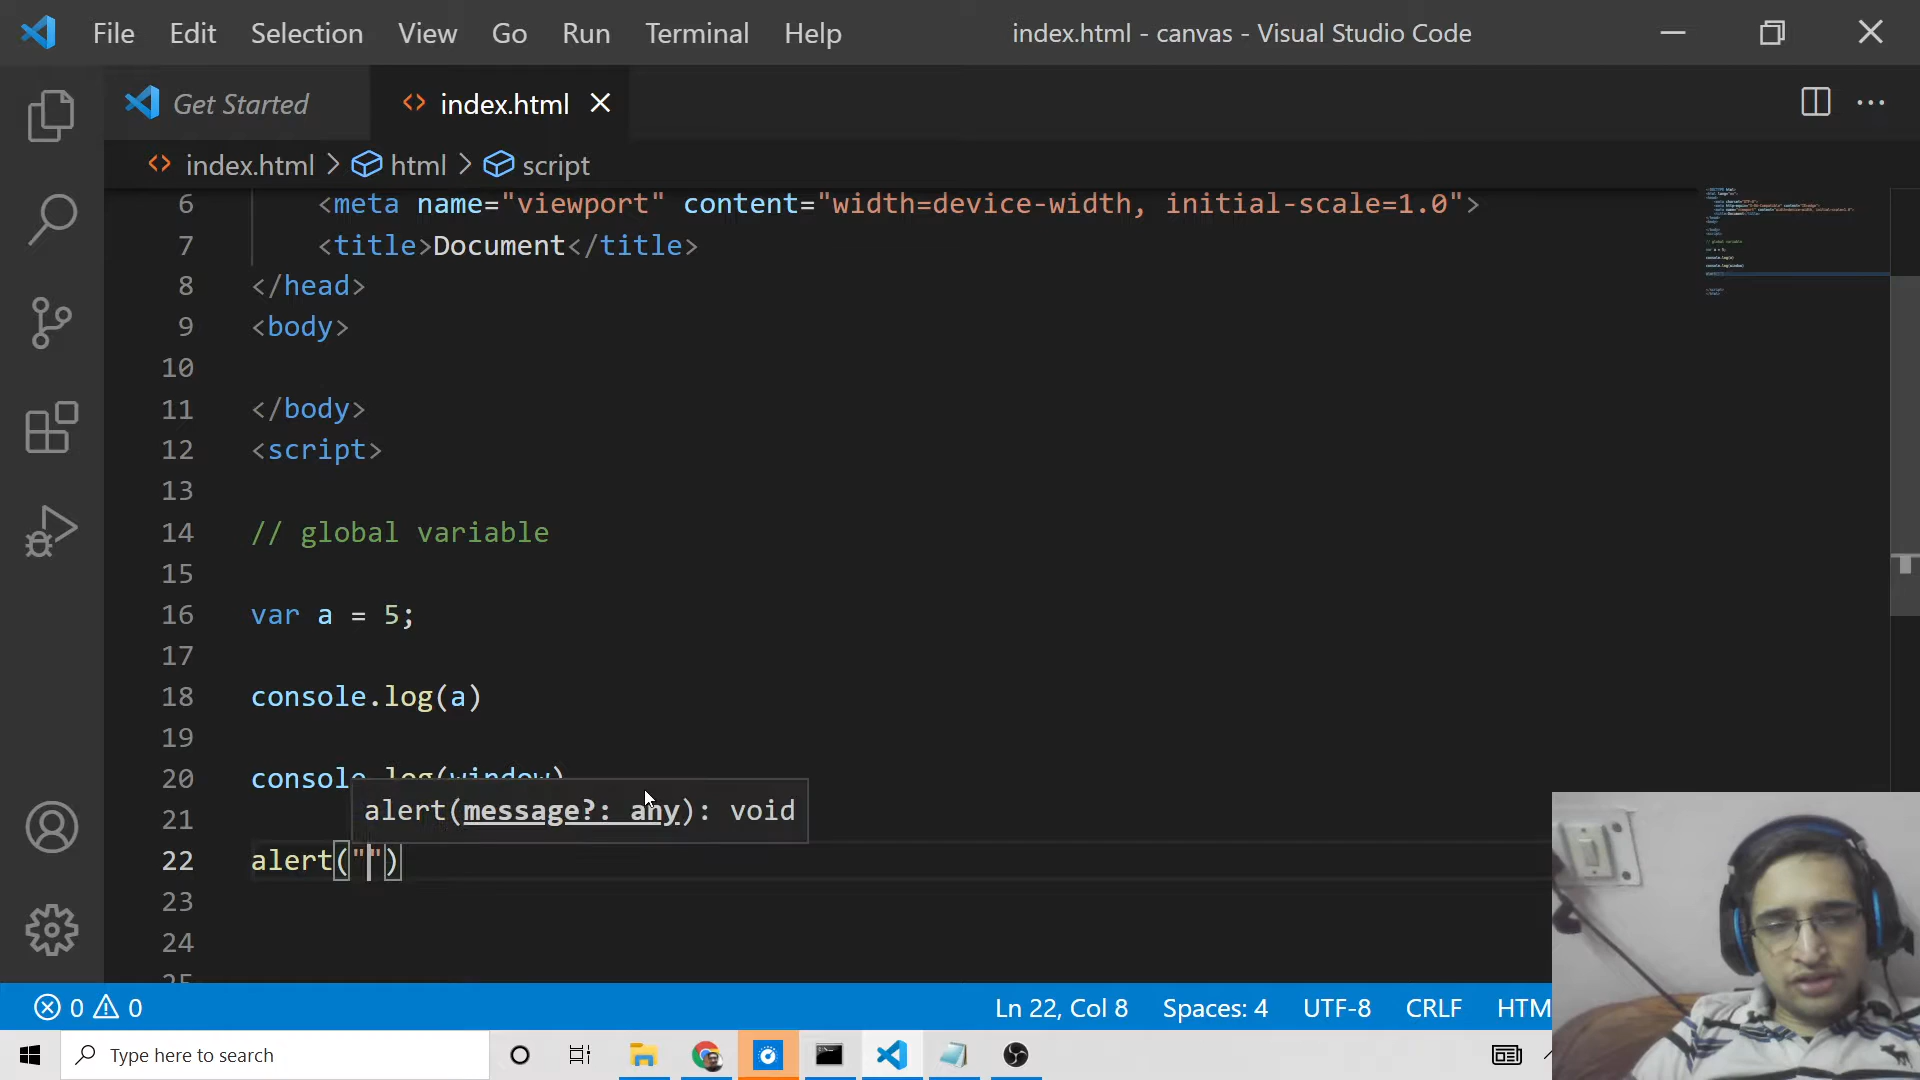 File Edit Selection View Go Run Terminal Help index.html - canvas - Visual Studio Code
Get Started index.html
index.html > html > script
6 <meta name="viewport" content="width=device-width, initial-scale=1.0">
7 <title>Document</title>
8 </head>
9 <body>
10
11 </body>
12 <script>
13
14 // global variable
15
16 var a = 5;
17
18 console.log(a)
19
20 console.log(window)
21
alert(message?: any): void
22 alert("")
23
24
25
0 0 Ln 22, Col 8 Spaces: 4 UTF-8 CRLF HTM
Type here to search